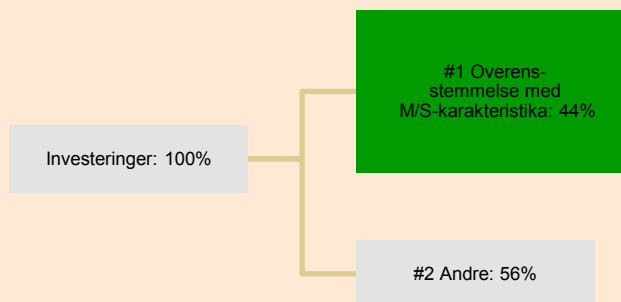 #1 Overens-
stemmelse med
M/S-karakteristika: 44%
Investeringer: 100%
#2 Andre: 56%